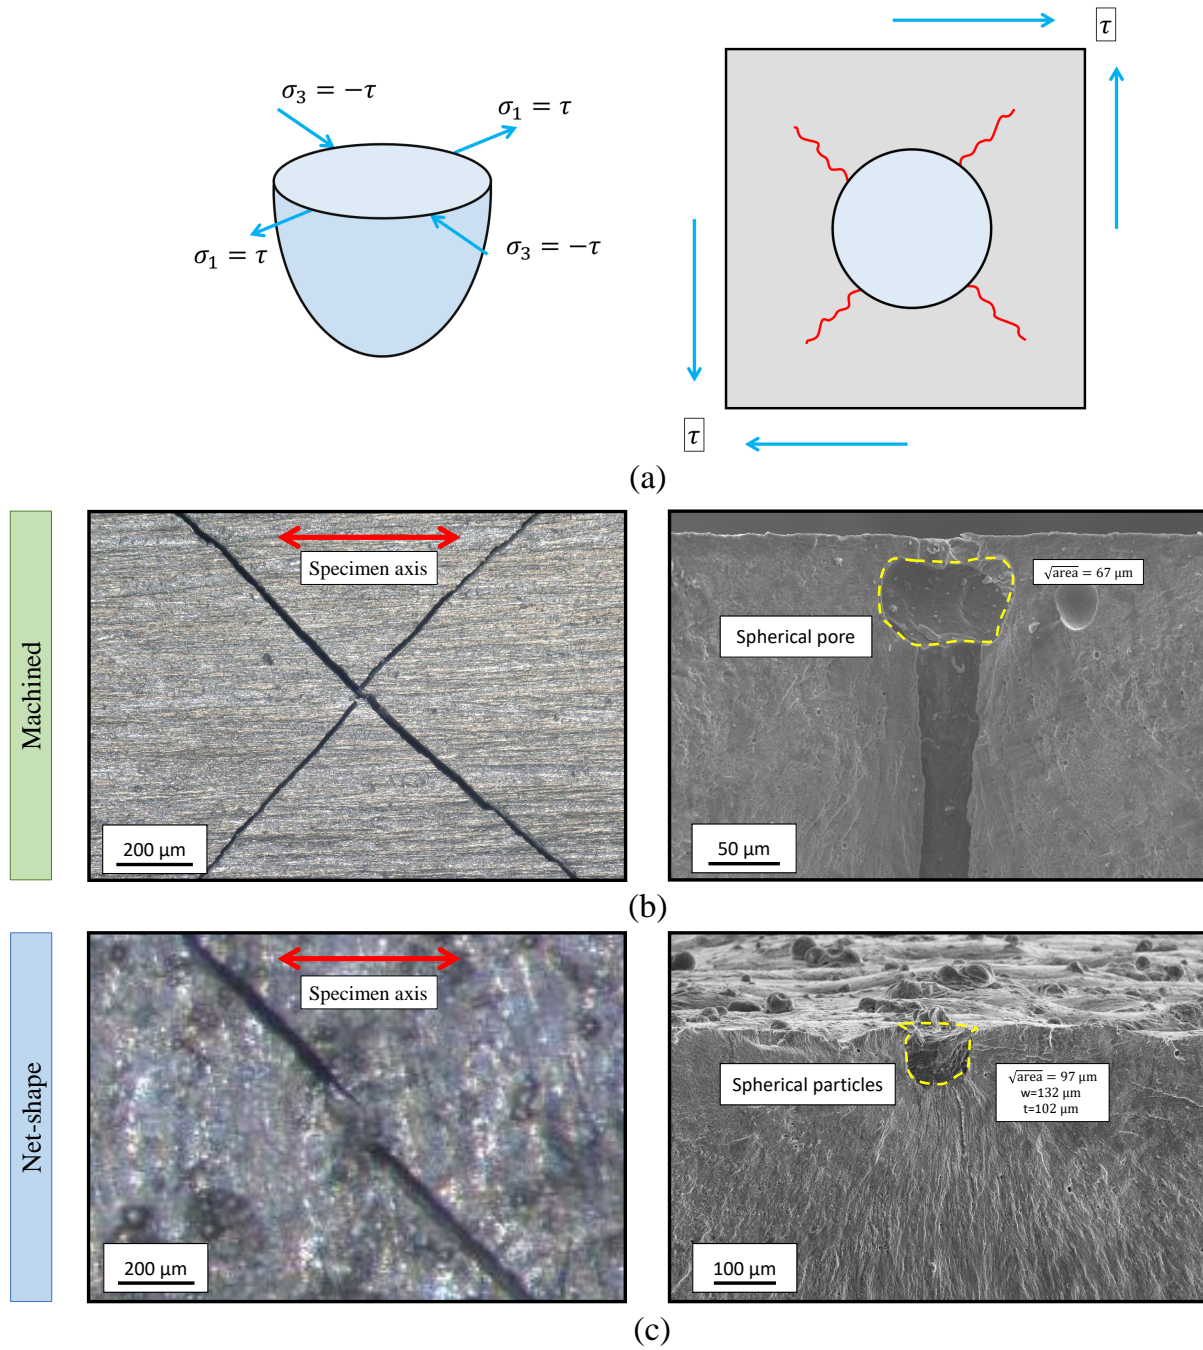 σ₃ = −τ
σ₁ = τ
σ₁ = τ
σ₃ = −τ
τ
τ
(a)
Machined
Specimen axis
200 µm
Spherical pore
√area = 67 µm
50 µm
(b)
Net-shape
Specimen axis
200 µm
Spherical particles
√area = 97 µm
w=132 µm
t=102 µm
100 µm
(c)